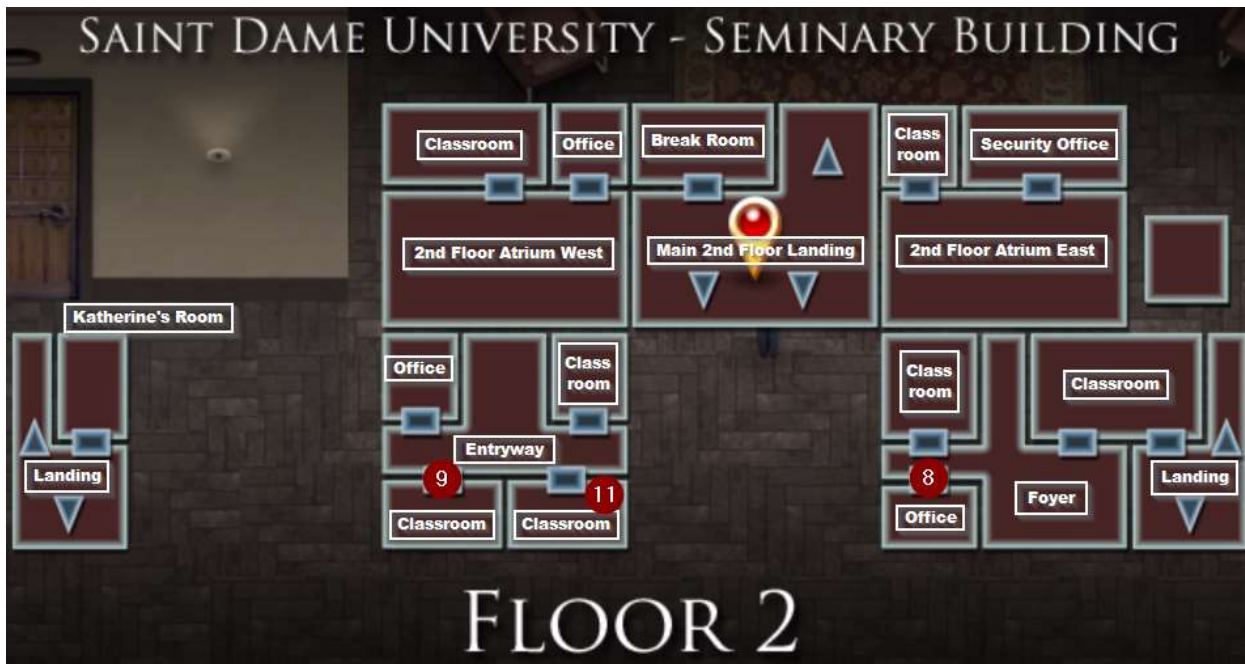 SAINT DAME UNIVERSITY - SEMINARY BUILDING
Classroom
Office
Break Room
Class
room
Security Office
2nd Floor Atrium West
Main 2nd Floor Landing
2nd Floor Atrium East
Katherine's Room
Office
Class
room
Class
room
Classroom
Entryway
Landing
9
11
8
Landing
Foyer
Classroom
Classroom
Office
FLOOR 2